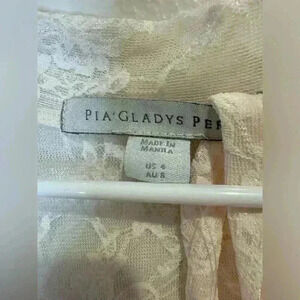 PIA GLADYS PER
MADE IN
MANILA
US 4
AU 8